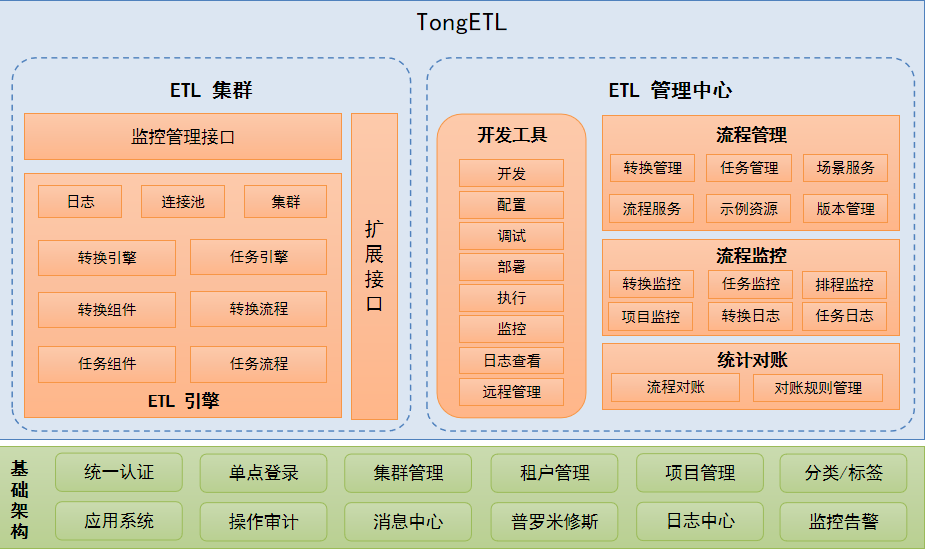 TongETL
ETL 集群
监控管理接口
日志 连接池 集群
转换引擎 任务引擎
转换组件 转换流程
任务组件 任务流程
ETL 引擎
扩展接口
ETL 管理中心
开发工具
开发
配置
调试
部署
执行
监控
日志查看
远程管理
流程管理
转换管理 任务管理 场景服务
流程服务 示例资源 版本管理
流程监控
转换监控 任务监控 排程监控
项目监控 转换日志 任务日志
统计对账
流程对账 对账规则管理
基础架构
统一认证 单点登录 集群管理 租户管理 项目管理 分类/标签
应用系统 操作审计 消息中心 普罗米修斯 日志中心 监控告警